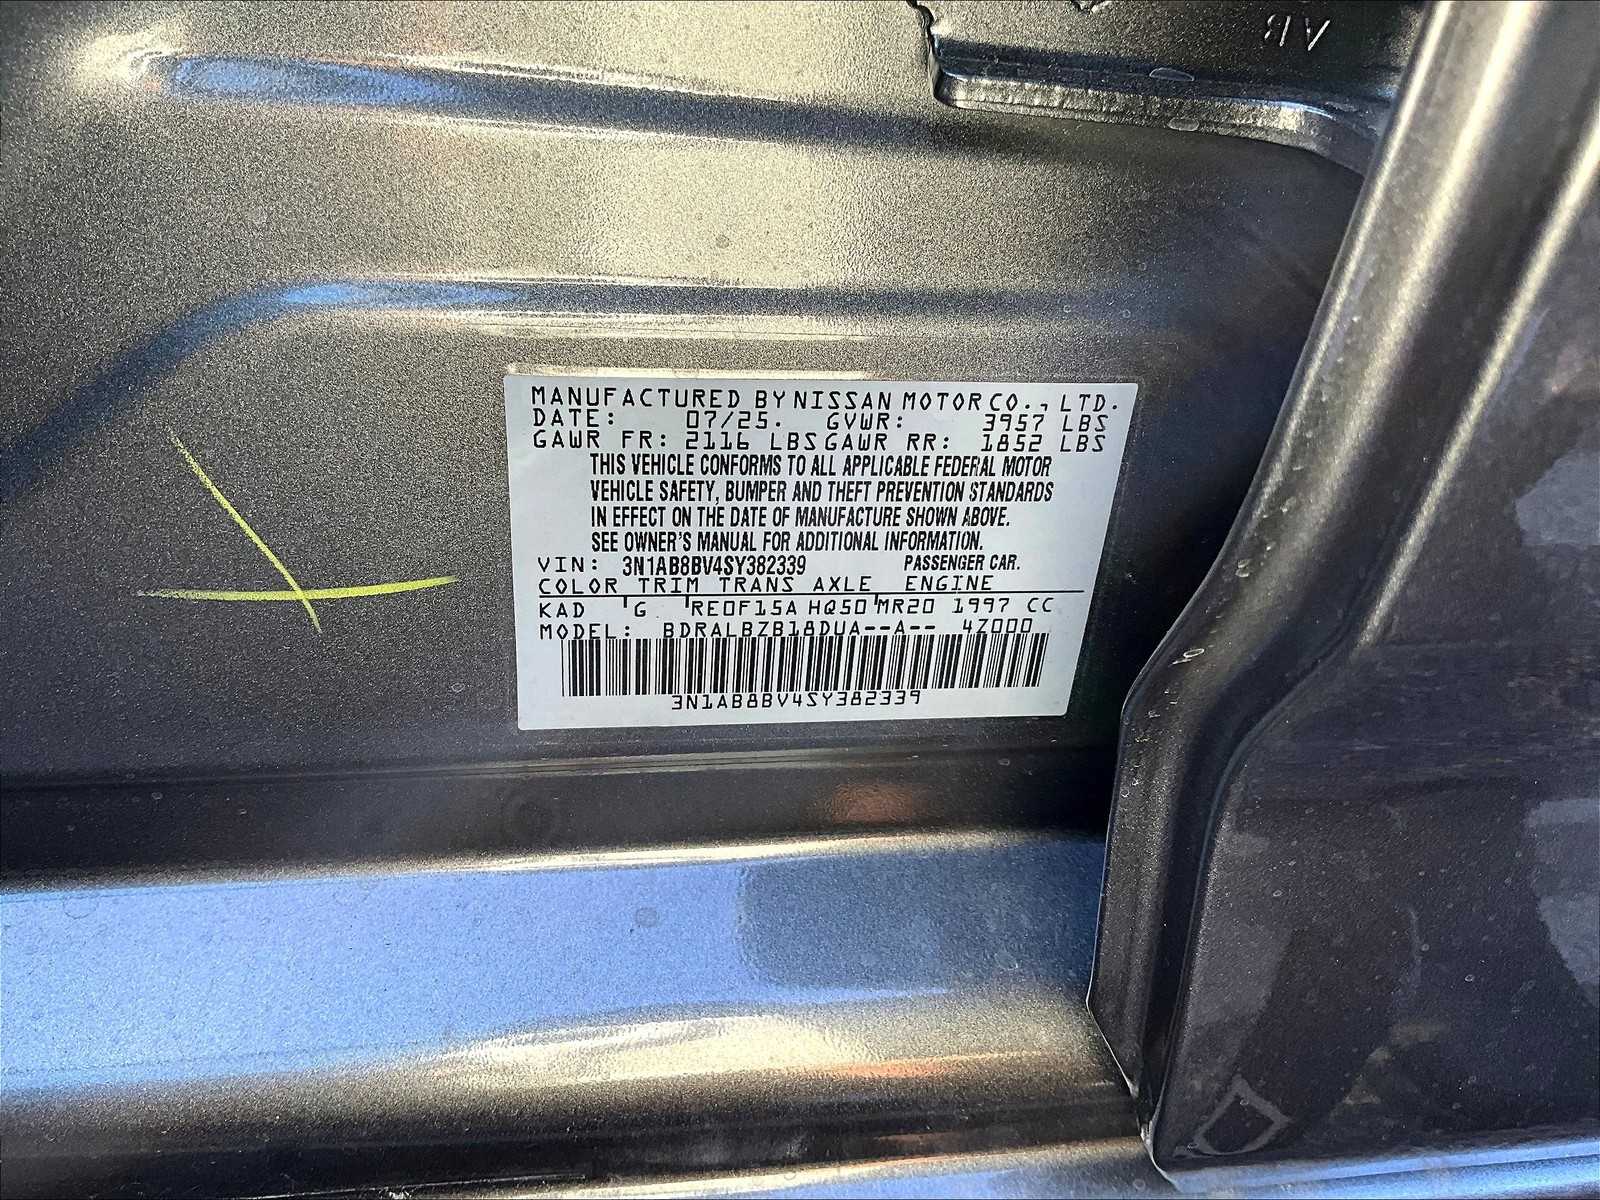 AB
MANUFACTURED BY NISSAN MOTOR CO., LTD.
DATE: 07/25. GVWR: 3957 LBS
GAWR FR: 2116 LBS GAWR RR: 1852 LBS
THIS VEHICLE CONFORMS TO ALL APPLICABLE FEDERAL MOTOR
VEHICLE SAFETY, BUMPER AND THEFT PREVENTION STANDARDS
IN EFFECT ON THE DATE OF MANUFACTURE SHOWN ABOVE.
SEE OWNER'S MANUAL FOR ADDITIONAL INFORMATION.
VIN: 3N1AB8BV4SY382339 PASSENGER CAR.
COLOR TRIM TRANS AXLE ENGINE
KAD G RE0F15A HQ50 MR20 1997 CC
MODEL: BDRALBZB18DUA--A-- 4Z000
3N1AB8BV4SY382339